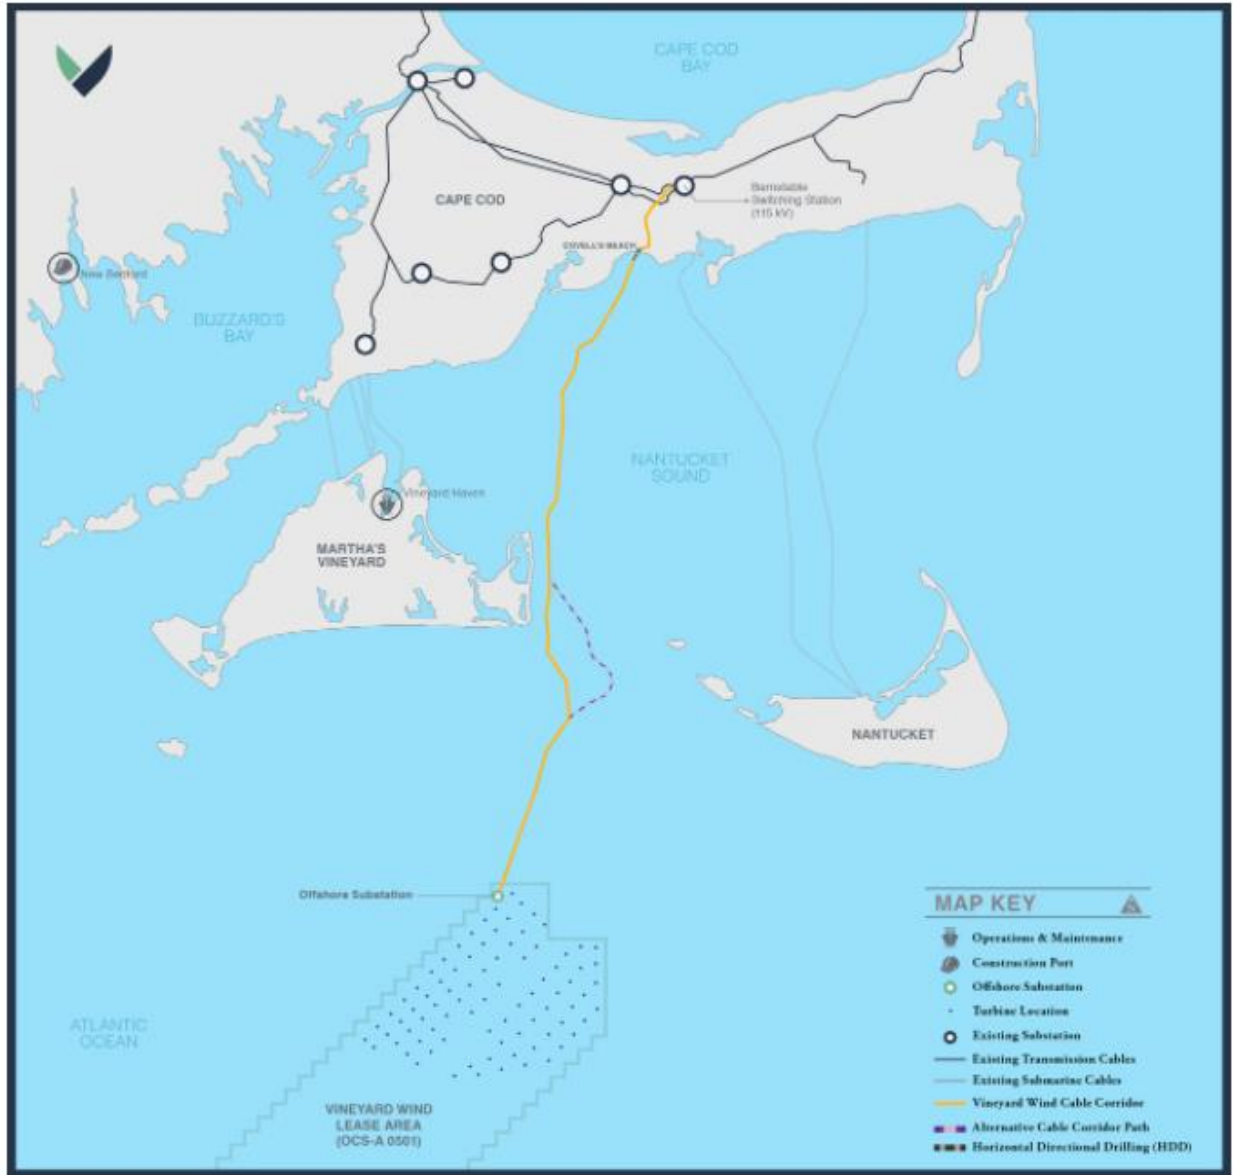 CAPE COD
BAY
CAPE COD
Barnstable
Switching Station
(115 kV)
COVELL'S BEACH
New Bedford
BUZZARD'S
BAY
NANTUCKET
SOUND
Vineyard Haven
MARTHA'S
VINEYARD
NANTUCKET
Offshore Substation
ATLANTIC
OCEAN
VINEYARD WIND
LEASE AREA
(OCS-A 0501)
MAP KEY
N
Operations & Maintenance
Construction Port
Offshore Substation
Turbine Location
Existing Substation
Existing Transmission Cables
Existing Submarine Cables
Vineyard Wind Cable Corridor
Alternative Cable Corridor Path
Horizontal Directional Drilling (HDD)